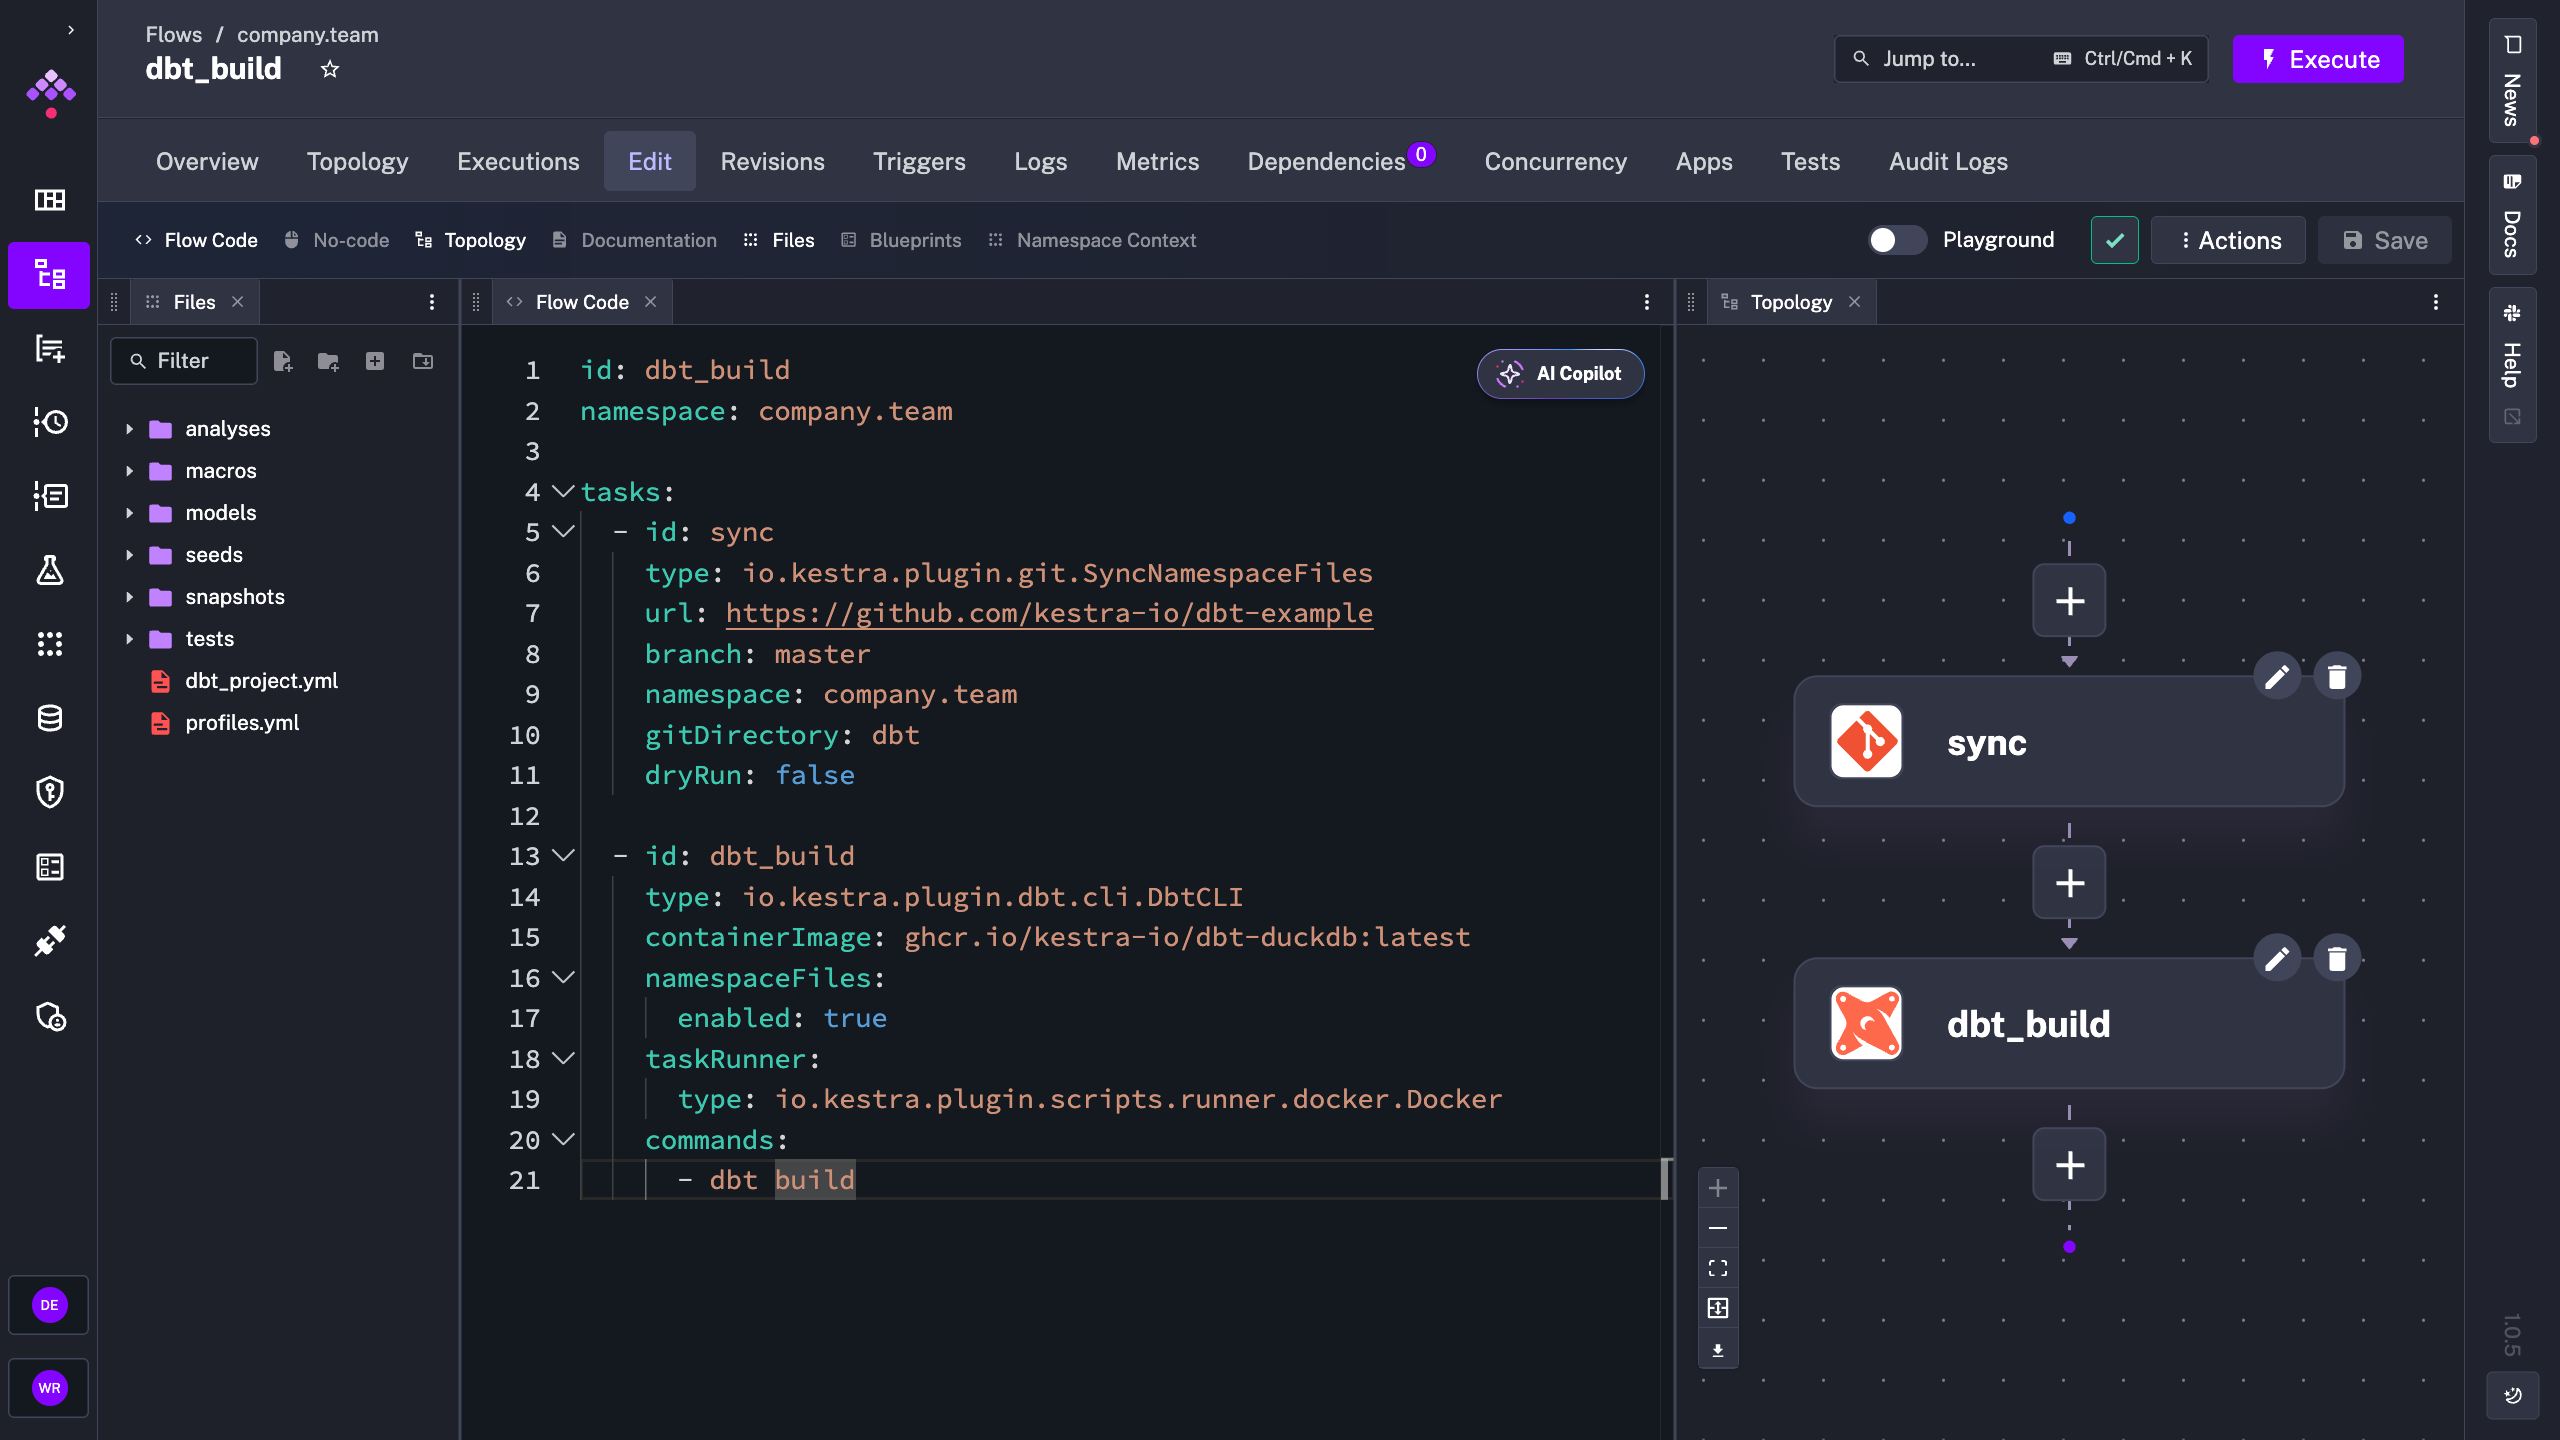 Flows / company.team
dbt_build
Jump to... Ctrl/Cmd + K
Execute
Overview Topology Executions Edit Revisions Triggers Logs Metrics Dependencies 0 Concurrency Apps Tests Audit Logs
Flow Code No-code Topology Documentation Files Blueprints Namespace Context
Playground Actions Save
Files
Filter
analyses
macros
models
seeds
snapshots
tests
dbt_project.yml
profiles.yml
Flow Code
AI Copilot
1 id: dbt_build
2 namespace: company.team
3
4 tasks:
5 - id: sync
6 type: io.kestra.plugin.git.SyncNamespaceFiles
7 url: https://github.com/kestra-io/dbt-example
8 branch: master
9 namespace: company.team
10 gitDirectory: dbt
11 dryRun: false
12
13 - id: dbt_build
14 type: io.kestra.plugin.dbt.cli.DbtCLI
15 containerImage: ghcr.io/kestra-io/dbt-duckdb:latest
16 namespaceFiles:
17 enabled: true
18 taskRunner:
19 type: io.kestra.plugin.scripts.runner.docker.Docker
20 commands:
21 - dbt build
Topology
sync
dbt_build
News
Docs
Help
1.0.5
DE
WR